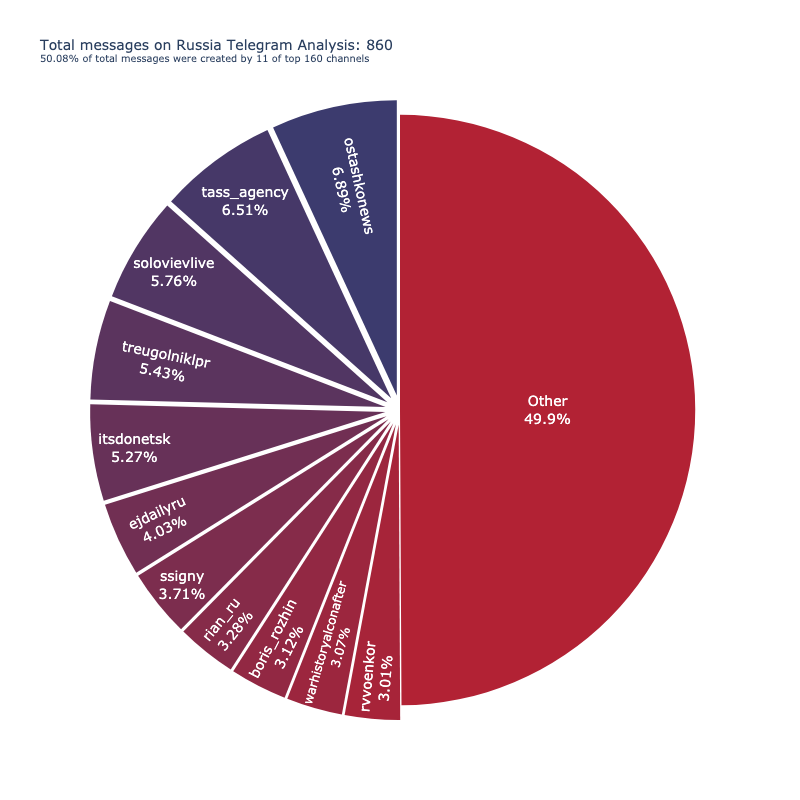 Total messages on Russia Telegram Analysis: 860
50.08% of total messages were created by 11 of top 160 channels
ostashkonews
6.89%
tass_agency
6.51%
solovievlive
5.76%
treugolniklpr
5.43%
itsdonetsk
5.27%
ejdailyru
4.03%
ssigny
3.71%
rian_ru
3.28%
boris_rozhin
3.12%
warhistoryalconafter
3.07%
rvvoenkor
3.01%
Other
49.9%